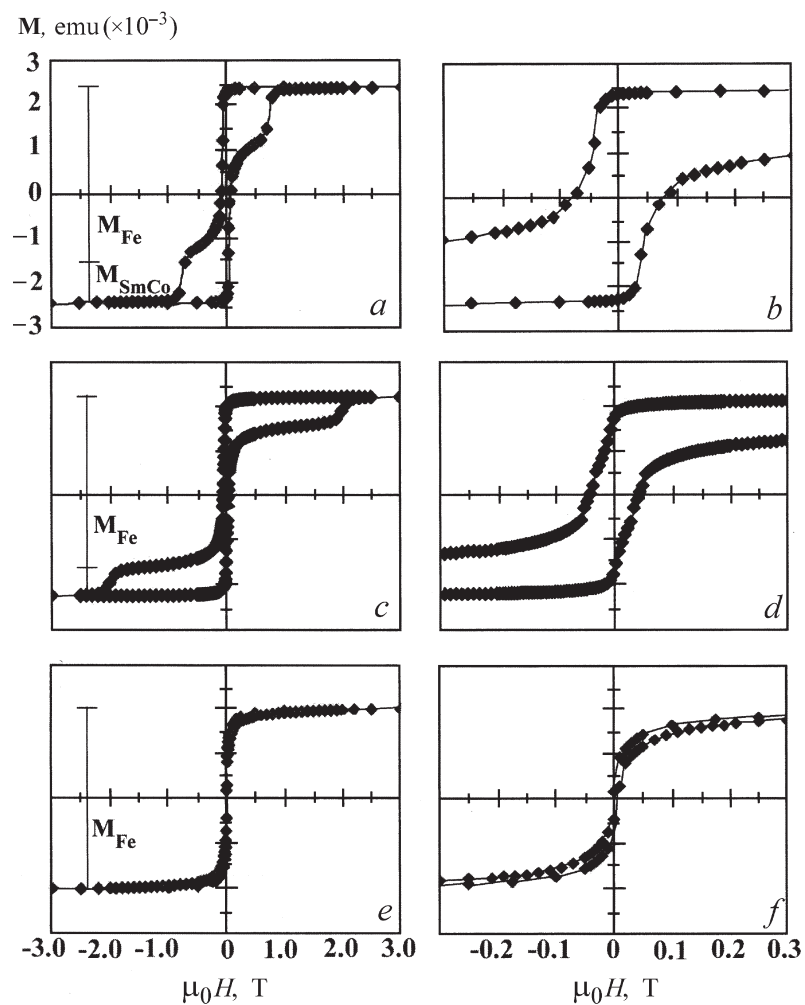 M, emu (×10⁻³)
3
2
1
0
−1
−2
−3
M_Fe
M_SmCo
a
b
M_Fe
c
d
M_Fe
e
f
-3.0 -2.0 -1.0 0 1.0 2.0 3.0
-0.2 -0.1 0 0.1 0.2 0.3
μ₀H, T
μ₀H, T